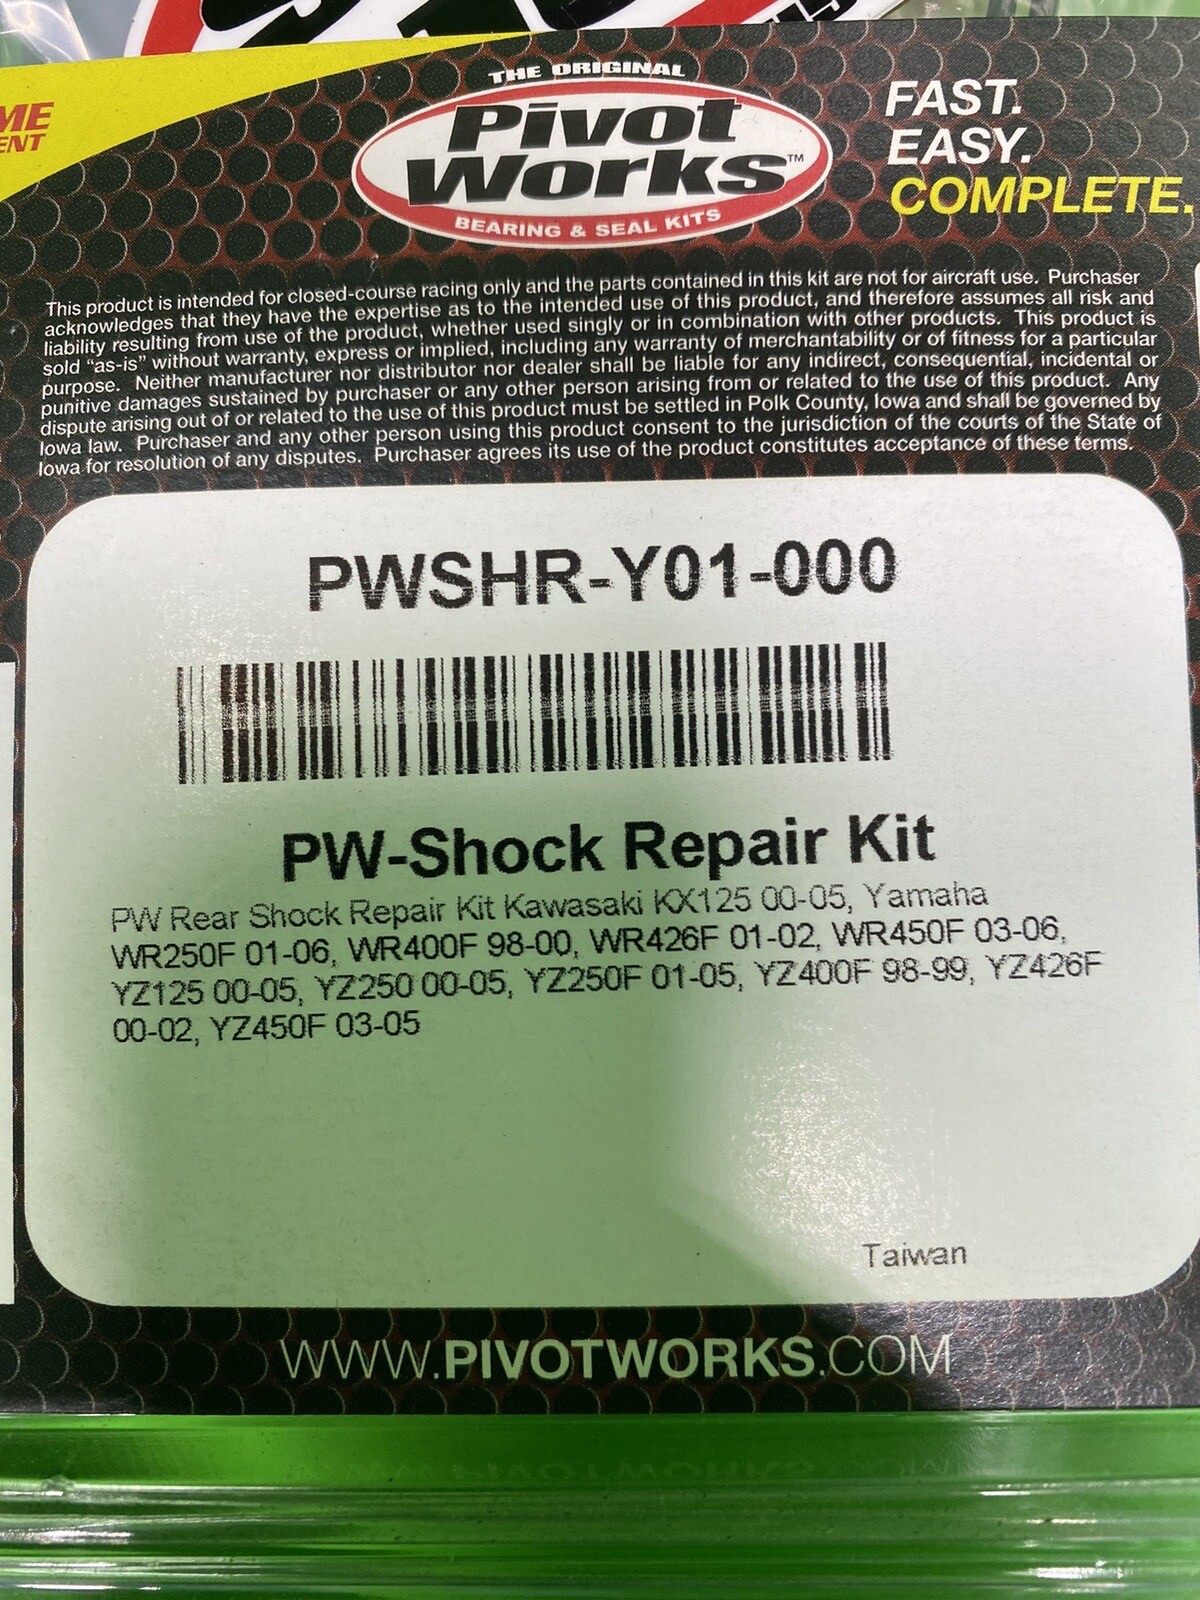 ME
ENT
THE ORIGINAL
Pivot
Works™
BEARING & SEAL KITS
FAST.
EASY.
COMPLETE.
This product is intended for closed-course racing only and the parts contained in this kit are not for aircraft use. Purchaser
acknowledges that they have the expertise as to the intended use of this product, and therefore assumes all risk and
liability resulting from use of the product, whether used singly or in combination with other products. This product is
sold "as-is" without warranty, express or implied, including any warranty of merchantability or of fitness for a particular
purpose. Neither manufacturer nor distributor nor dealer shall be liable for any indirect, consequential, incidental or
punitive damages sustained by purchaser or any other person arising from or related to the use of this product. Any
dispute arising out of or related to the use of this product must be settled in Polk County, Iowa and shall be governed by
Iowa law. Purchaser and any other person using this product consent to the jurisdiction of the courts of the State of
Iowa for resolution of any disputes. Purchaser agrees its use of the product constitutes acceptance of these terms.
PWSHR-Y01-000
PW-Shock Repair Kit
PW Rear Shock Repair Kit Kawasaki KX125 00-05, Yamaha
WR250F 01-06, WR400F 98-00, WR426F 01-02, WR450F 03-06,
YZ125 00-05, YZ250 00-05, YZ250F 01-05, YZ400F 98-99, YZ426F
00-02, YZ450F 03-05
Taiwan
WWW.PIVOTWORKS.COM